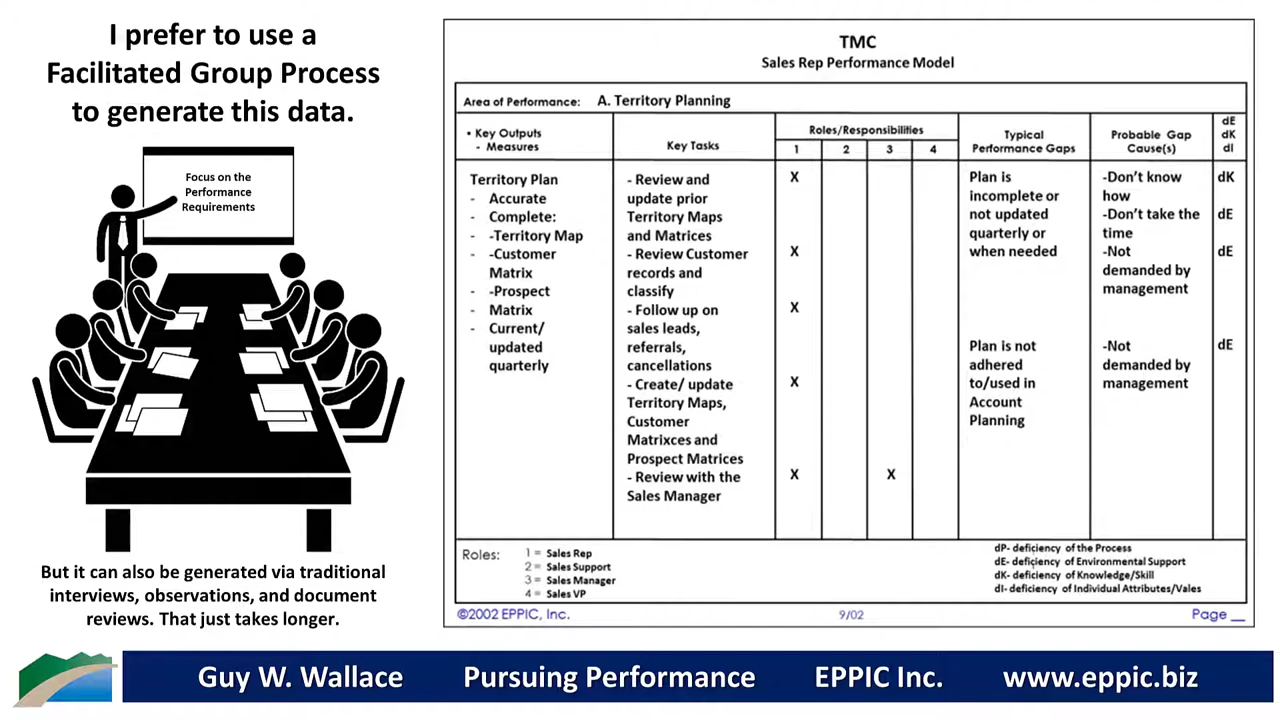 I prefer to use a
Facilitated Group Process
to generate this data.
Focus on the
Performance
Requirements
But it can also be generated via traditional
interviews, observations, and document
reviews. That just takes longer.
TMC
Sales Rep Performance Model
Area of Performance: A. Territory Planning
• Key Outputs
- Measures
Key Tasks
Roles/Responsibilities
1 2 3 4
Typical
Performance Gaps
Probable Gap
Cause(s)
dE
dK
dI
Territory Plan
- Accurate
- Complete:
- -Territory Map
- -Customer
Matrix
- -Prospect
- Matrix
- Current/
updated
quarterly
- Review and
update prior
Territory Maps
and Matrices
- Review Customer
records and
classify
- Follow up on
sales leads,
referrals,
cancellations
- Create/ update
Territory Maps,
Customer
Matrixces and
Prospect Matrices
- Review with the
Sales Manager
X
X
X
X
X X
Plan is
incomplete or
not updated
quarterly or
when needed
Plan is not
adhered
to/used in
Account
Planning
-Don't know
how
-Don't take the
time
-Not
demanded by
management
-Not
demanded by
management
dK
dE
dE
dE
Roles:
1 = Sales Rep
2 = Sales Support
3 = Sales Manager
4 = Sales VP
dP- deficiency of the Process
dE- deficiency of Environmental Support
dK- deficiency of Knowledge/Skill
dI- deficiency of Individual Attributes/Vales
©2002 EPPIC, Inc. 9/02 Page __
Guy W. Wallace Pursuing Performance EPPIC Inc. www.eppic.biz